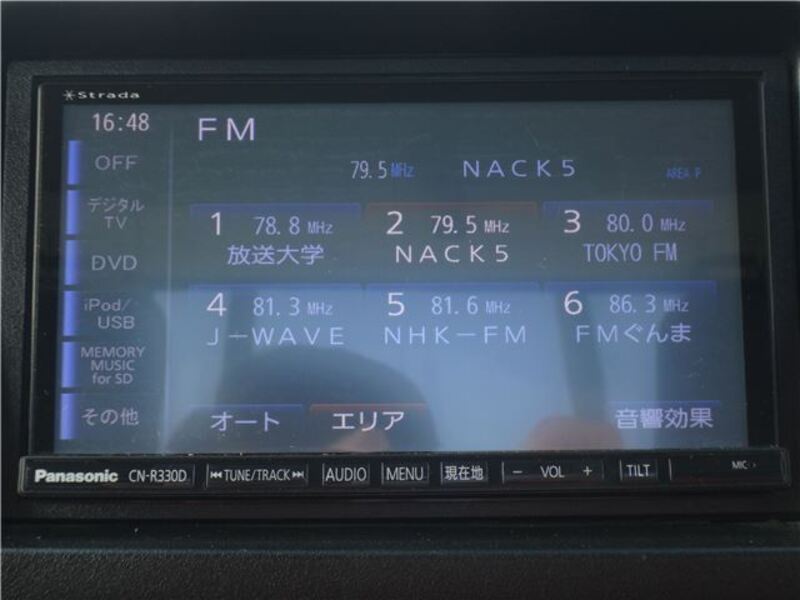 Strada
16:48
FM
OFF
79.5MHz NACK5 AREA P
デジタル
TV
1 78.8 MHz
放送大学
2 79.5 MHz
NACK5
3 80.0 MHz
TOKYO FM
DVD
iPod/
USB
4 81.3 MHz
J-WAVE
5 81.6 MHz
NHK-FM
6 86.3 MHz
FMぐんま
MEMORY
MUSIC
for SD
その他
オート
エリア
音響効果
Panasonic CN-R330D TUNE/TRACK AUDIO MENU 現在地 - VOL + TILT MIC